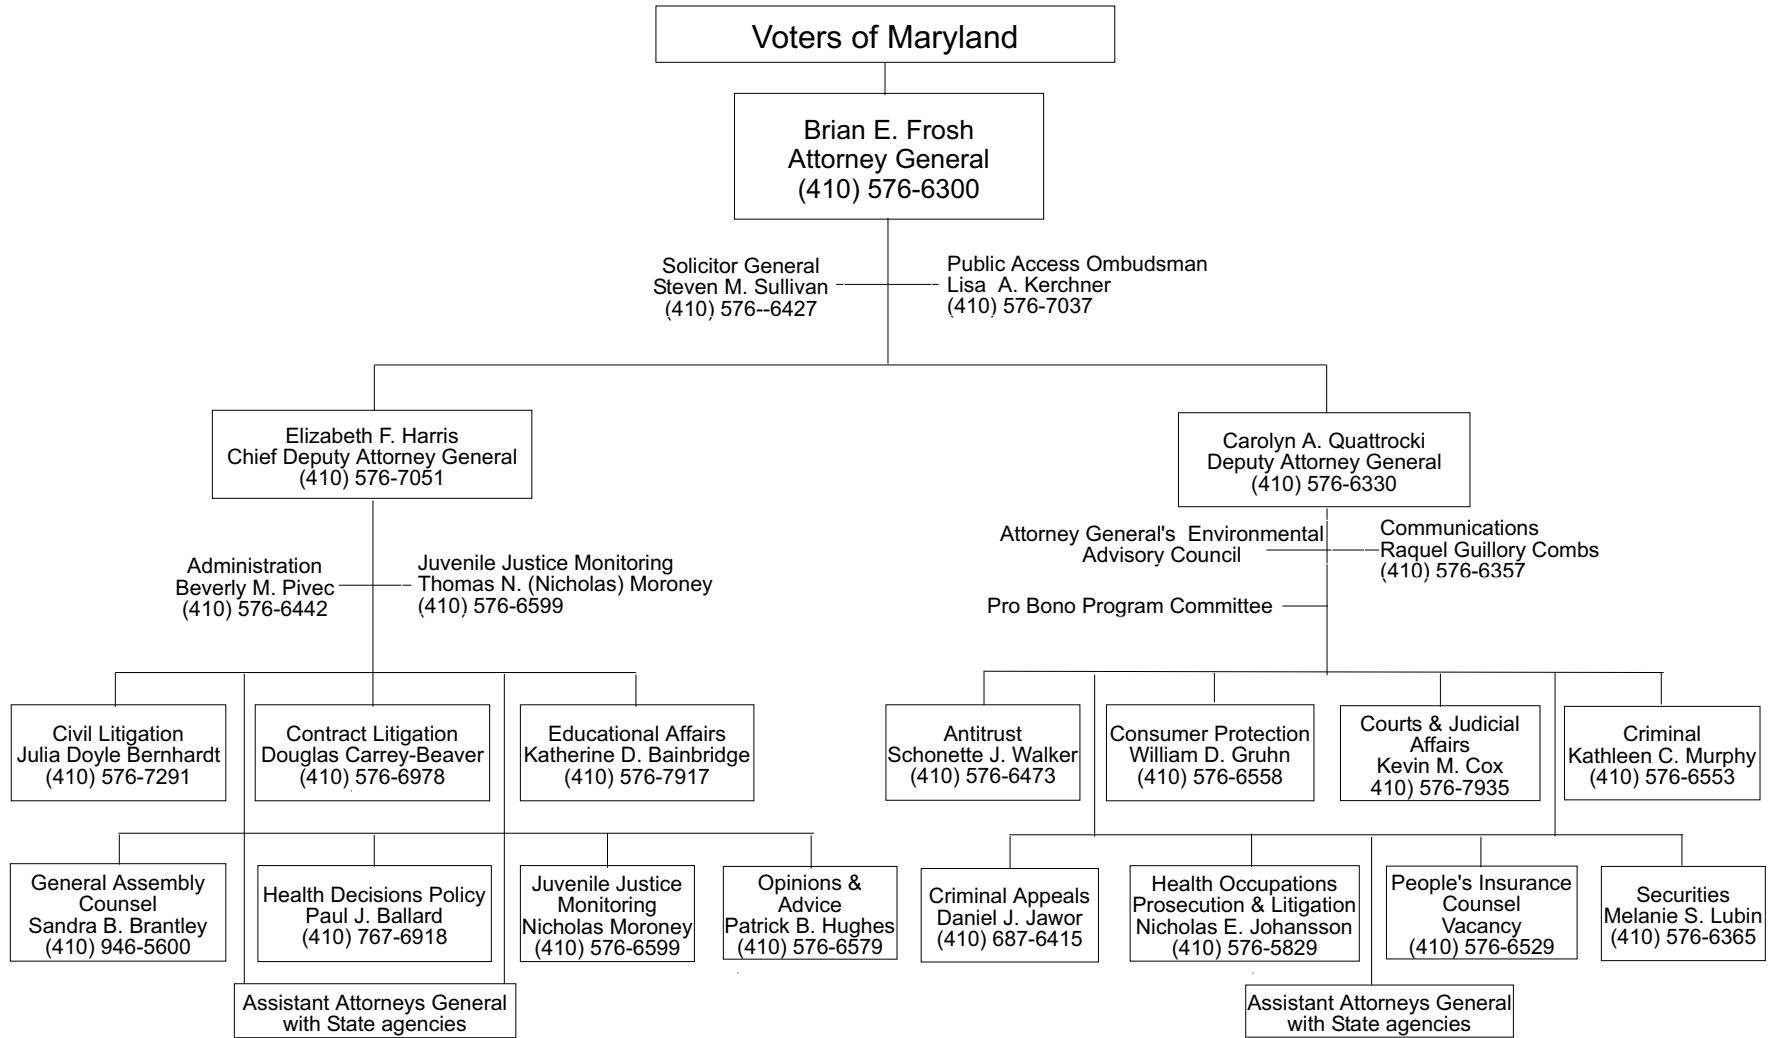 Voters of Maryland
Brian E. Frosh
Attorney General
(410) 576-6300
Solicitor General
Steven M. Sullivan
(410) 576--6427
Public Access Ombudsman
Lisa A. Kerchner
(410) 576-7037
Elizabeth F. Harris
Chief Deputy Attorney General
(410) 576-7051
Carolyn A. Quattrocki
Deputy Attorney General
(410) 576-6330
Administration
Beverly M. Pivec
(410) 576-6442
Juvenile Justice Monitoring
Thomas N. (Nicholas) Moroney
(410) 576-6599
Attorney General's Environmental
Advisory Council
Communications
Raquel Guillory Combs
(410) 576-6357
Pro Bono Program Committee
Civil Litigation
Julia Doyle Bernhardt
(410) 576-7291
Contract Litigation
Douglas Carrey-Beaver
(410) 576-6978
Educational Affairs
Katherine D. Bainbridge
(410) 576-7917
Antitrust
Schonette J. Walker
(410) 576-6473
Consumer Protection
William D. Gruhn
(410) 576-6558
Courts & Judicial
Affairs
Kevin M. Cox
410) 576-7935
Criminal
Kathleen C. Murphy
(410) 576-6553
General Assembly
Counsel
Sandra B. Brantley
(410) 946-5600
Health Decisions Policy
Paul J. Ballard
(410) 767-6918
Juvenile Justice
Monitoring
Nicholas Moroney
(410) 576-6599
Opinions &
Advice
Patrick B. Hughes
(410) 576-6579
Criminal Appeals
Daniel J. Jawor
(410) 687-6415
Health Occupations
Prosecution & Litigation
Nicholas E. Johansson
(410) 576-5829
People's Insurance
Counsel
Vacancy
(410) 576-6529
Securities
Melanie S. Lubin
(410) 576-6365
Assistant Attorneys General
with State agencies
Assistant Attorneys General
with State agencies